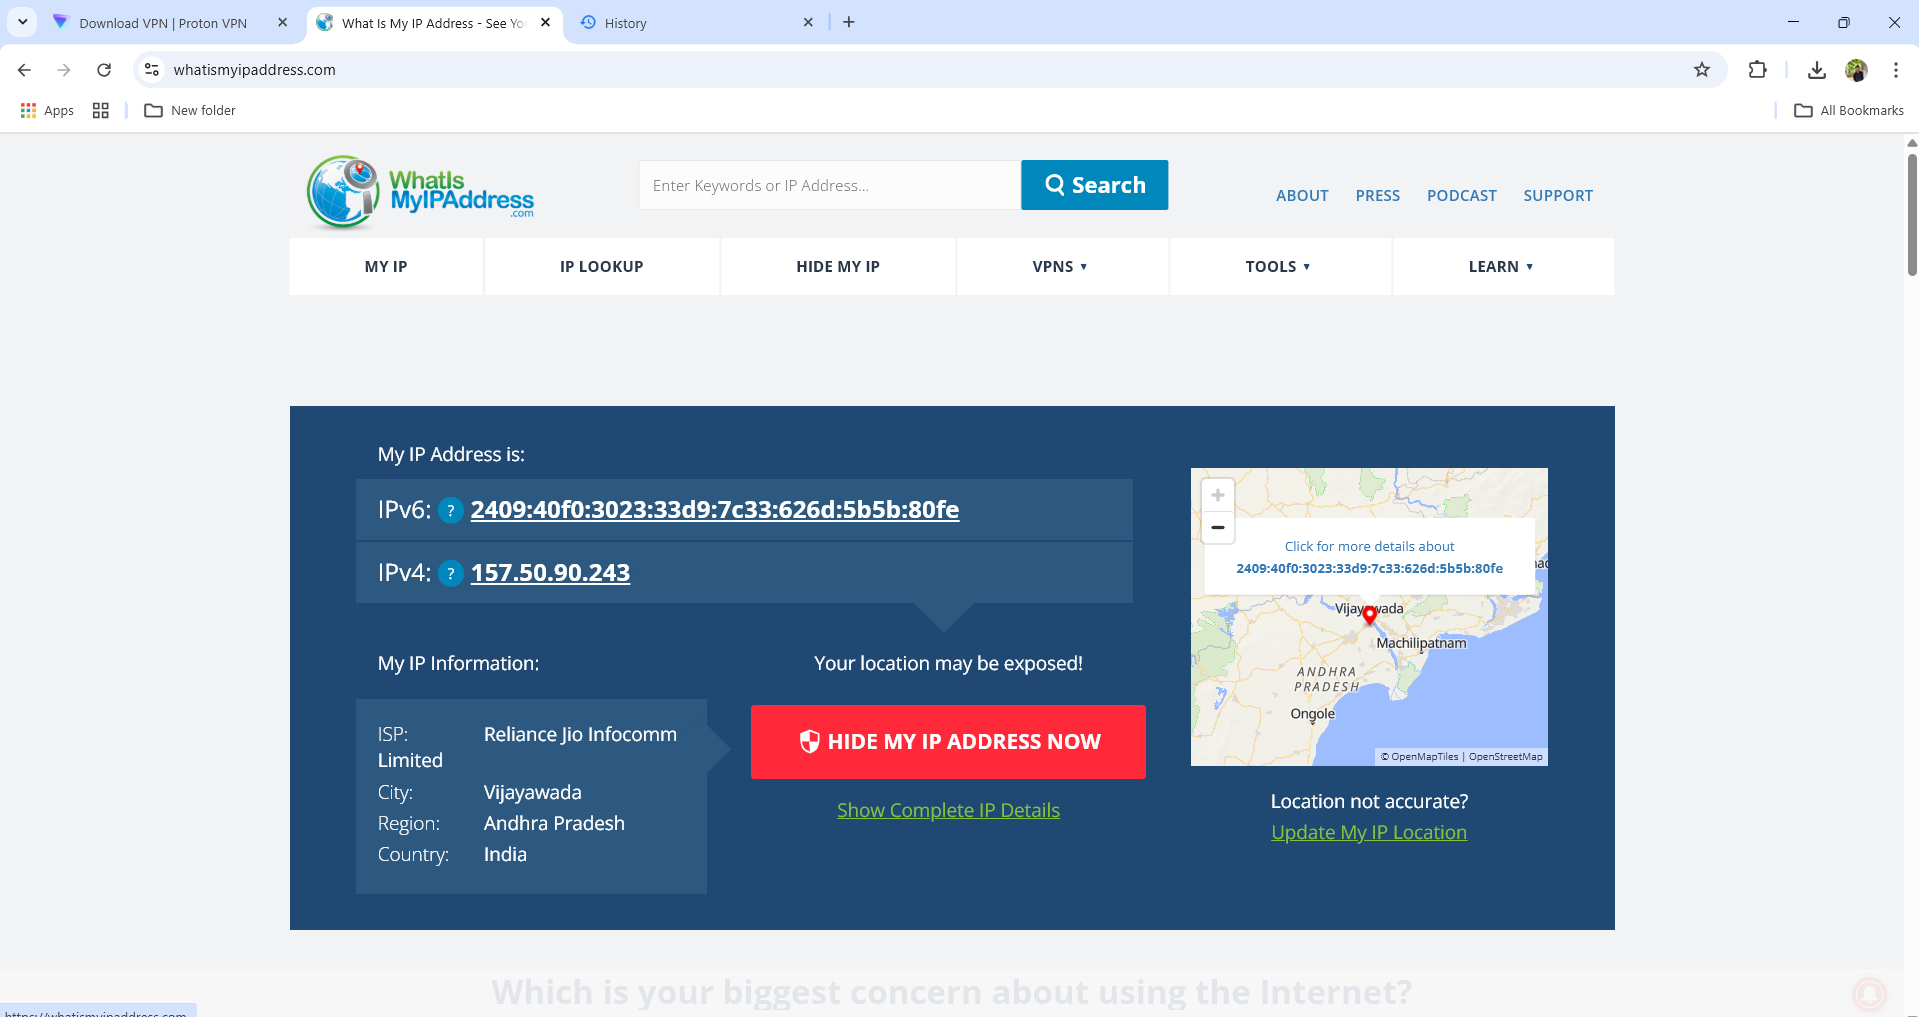 Download VPN | Proton VPN
What Is My IP Address - See Yo
History
whatismyipaddress.com
Apps
New folder
All Bookmarks
WhatIs
MyIPAddress
.com
Enter Keywords or IP Address...
Search
ABOUT
PRESS
PODCAST
SUPPORT
MY IP
IP LOOKUP
HIDE MY IP
VPNS
TOOLS
LEARN
My IP Address is:
IPv6: ? 2409:40f0:3023:33d9:7c33:626d:5b5b:80fe
IPv4: ? 157.50.90.243
My IP Information:
ISP: Reliance Jio Infocomm
Limited
City: Vijayawada
Region: Andhra Pradesh
Country: India
Your location may be exposed!
HIDE MY IP ADDRESS NOW
Show Complete IP Details
Click for more details about
2409:40f0:3023:33d9:7c33:626d:5b5b:80fe
Machilipatnam
ANDHRA
PRADESH
Ongole
© OpenMapTiles | OpenStreetMap
Location not accurate?
Update My IP Location
Which is your biggest concern about using the Internet?
https://whatismyipaddress.com